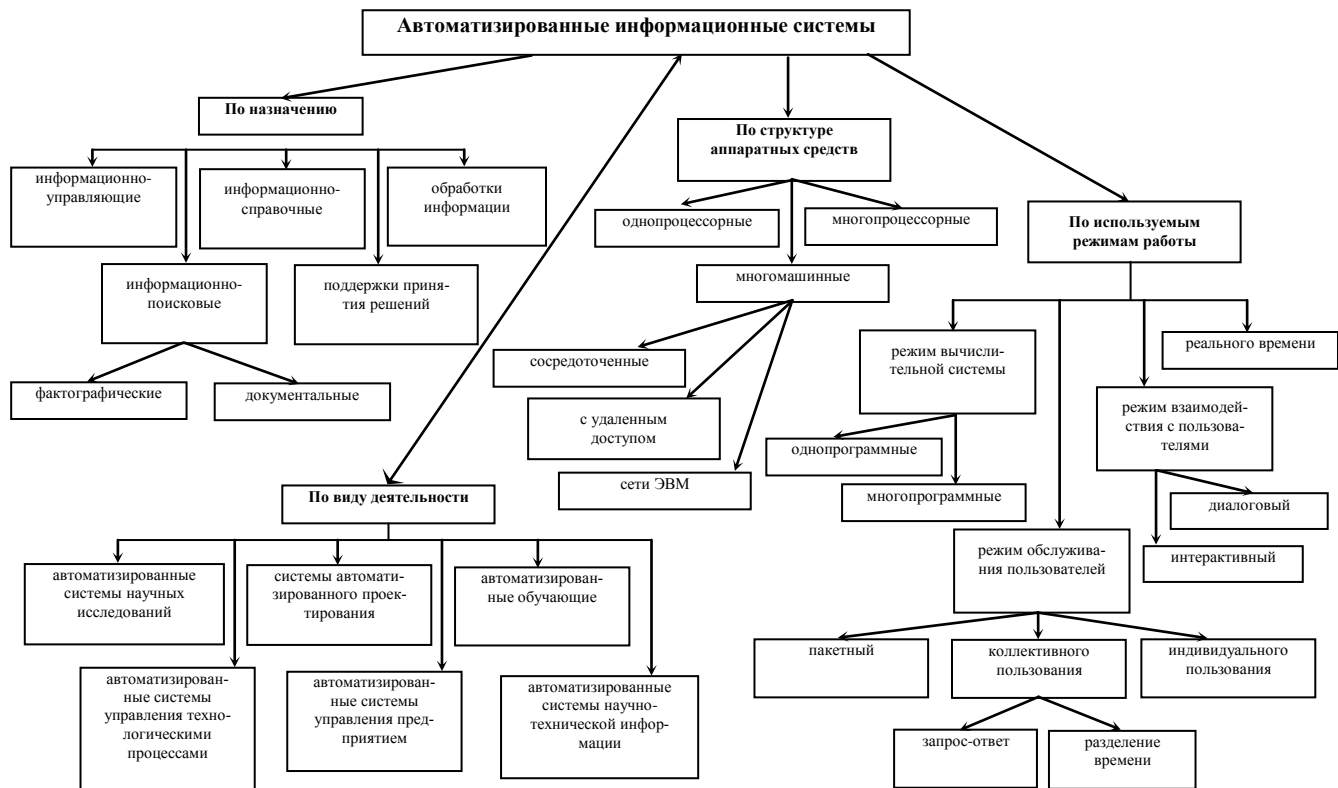 Автоматизированные информационные системы
По назначению
информационно-
управляющие
информационно-
справочные
обработки
информации
информационно-
поисковые
поддержки приня-
тия решений
фактографические
документальные
По структуре
аппаратных средств
однопроцессорные
многопроцессорные
многомашинные
сосредоточенные
с удаленным
доступом
сети ЭВМ
По используемым
режимам работы
режим вычисли-
тельной системы
реального времени
режим взаимодей-
ствия с пользова-
телями
однопрограммные
многопрограммные
диалоговый
интерактивный
режим обслужива-
ния пользователей
пакетный
коллективного
пользования
индивидуального
пользования
запрос-ответ
разделение
времени
По виду деятельности
автоматизированные
системы научных
исследований
системы автомати-
зированного проек-
тирования
автоматизирован-
ные обучающие
автоматизирован-
ные системы
управления техно-
логическими
процессами
автоматизирован-
ные системы
управления пред-
приятием
автоматизированные
системы научно-
технической инфор-
мации